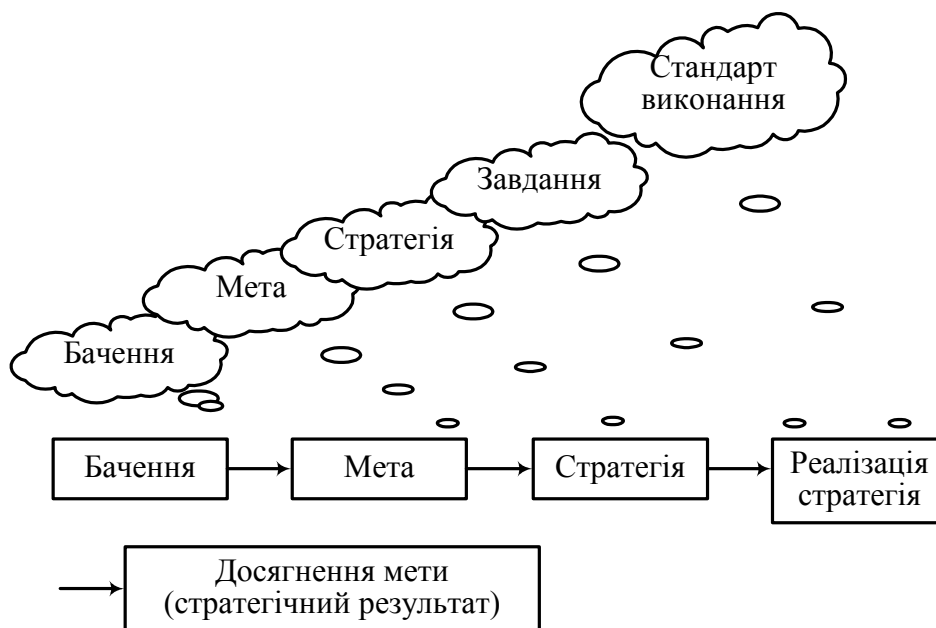 Стандарт
виконання
Завдання
Стратегія
Мета
Бачення
Бачення
Мета
Стратегія
Реалізація
стратегія
Досягнення мети
(стратегічний результат)